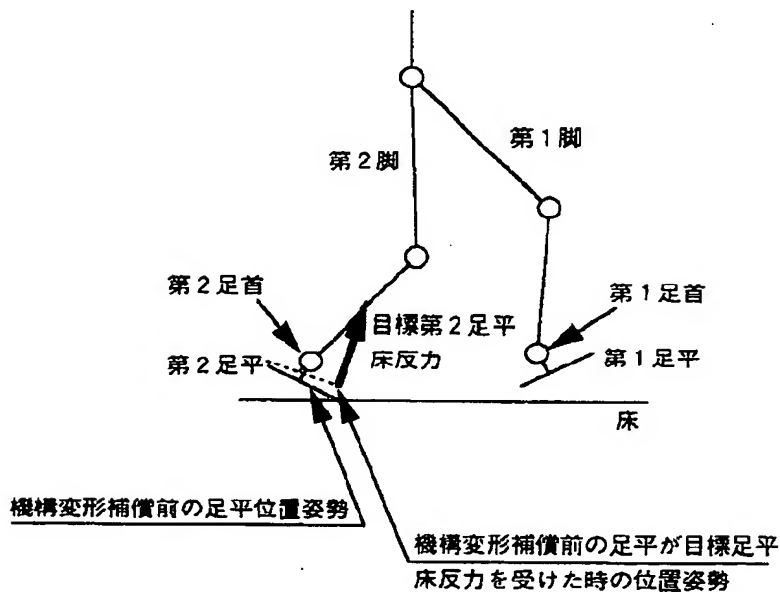 第1脚
第2脚
第2足首
第1足首
目標第2足平
床反力
第2足平
第1足平
床
機構変形補償前の足平位置姿勢
機構変形補償前の足平が目標足平
床反力を受けた時の位置姿勢